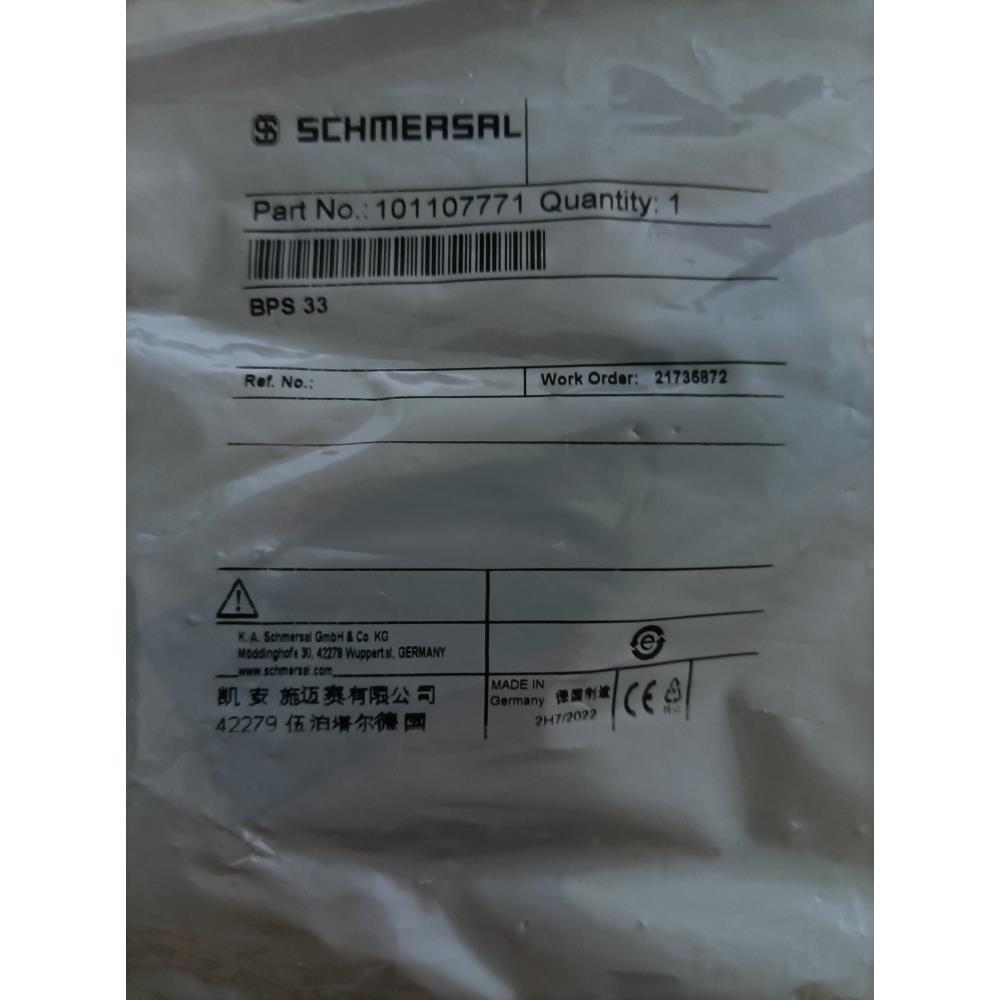 SCHMERSAL
Part No.: 101107771 Quantity: 1
BPS 33
Ref. No.:
Work Order: 21735872
K. A. Schmersal GmbH & Co. KG
Möddinghofe 30, 42279 Wuppertal, GERMANY
www.schmersal.com
凯 安 施迈赛有限公司
42279 伍泊塔尔德 国
MADE IN
Germany
德国制造
2H7/2022
e
CE